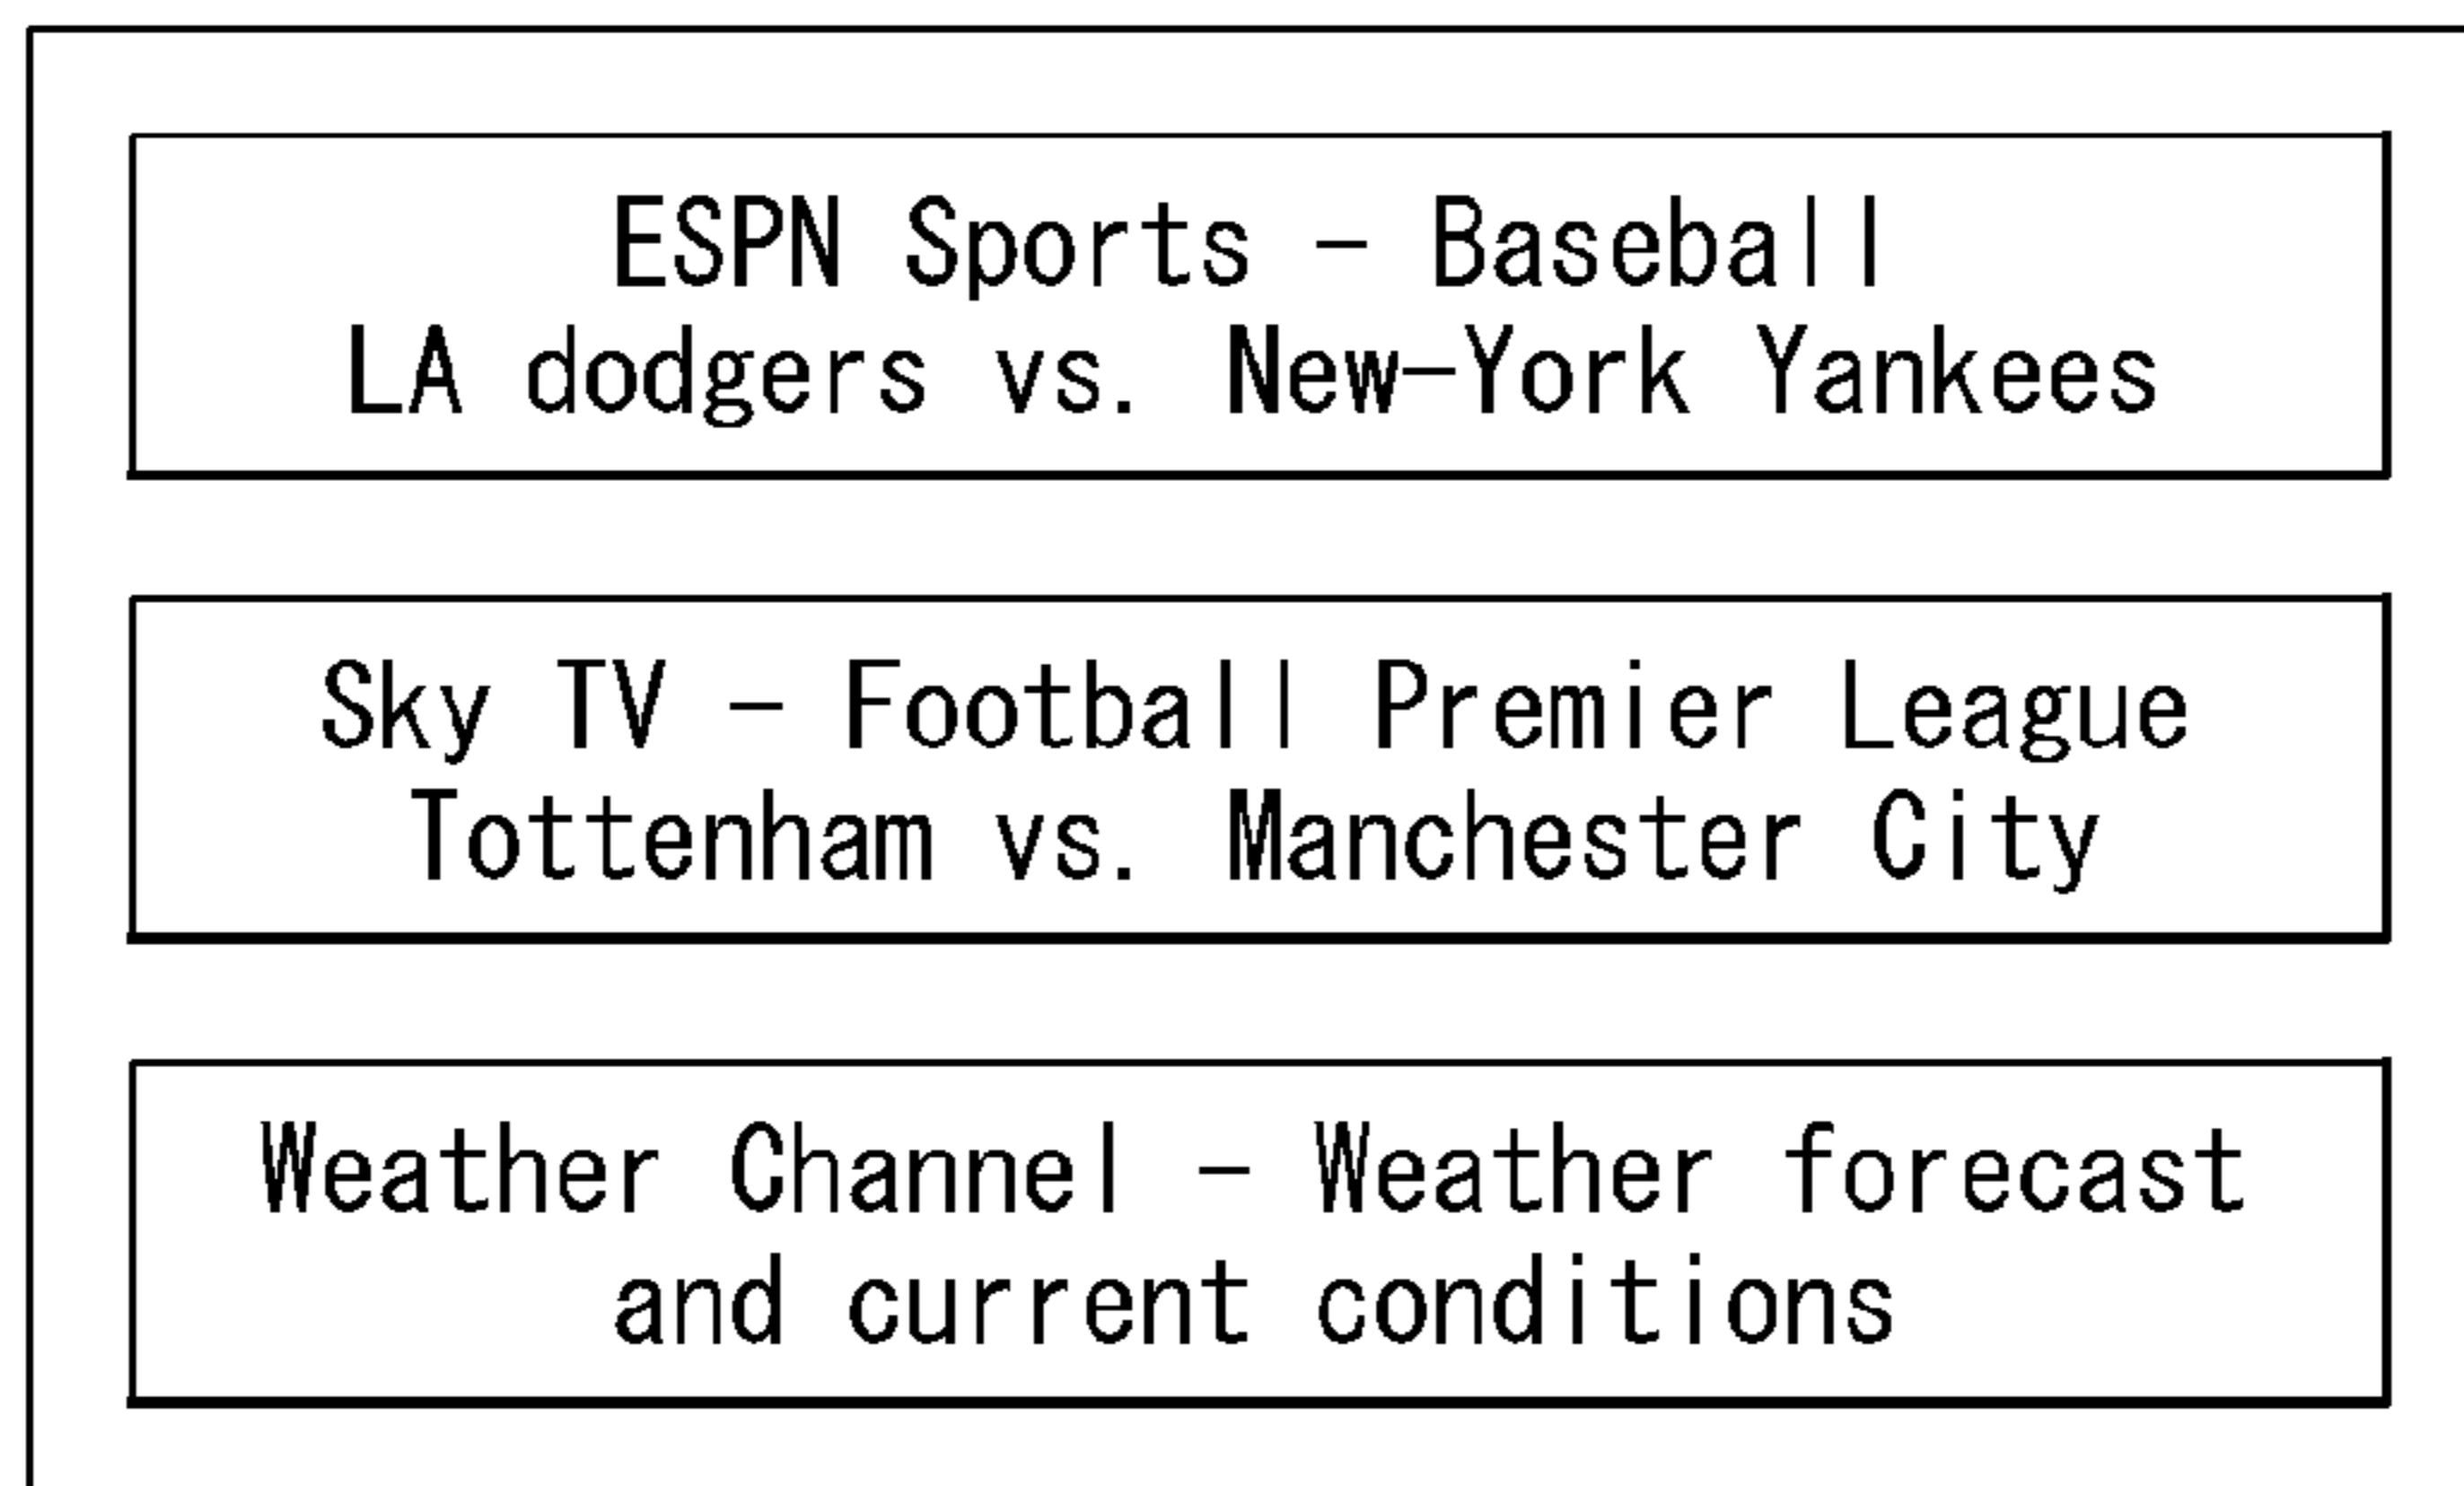 ESPN Sports - Baseball
LA dodgers vs. New-York Yankees
Sky TV - Football Premier League
Tottenham vs. Manchester City
Weather Channel - Weather forecast
and current conditions